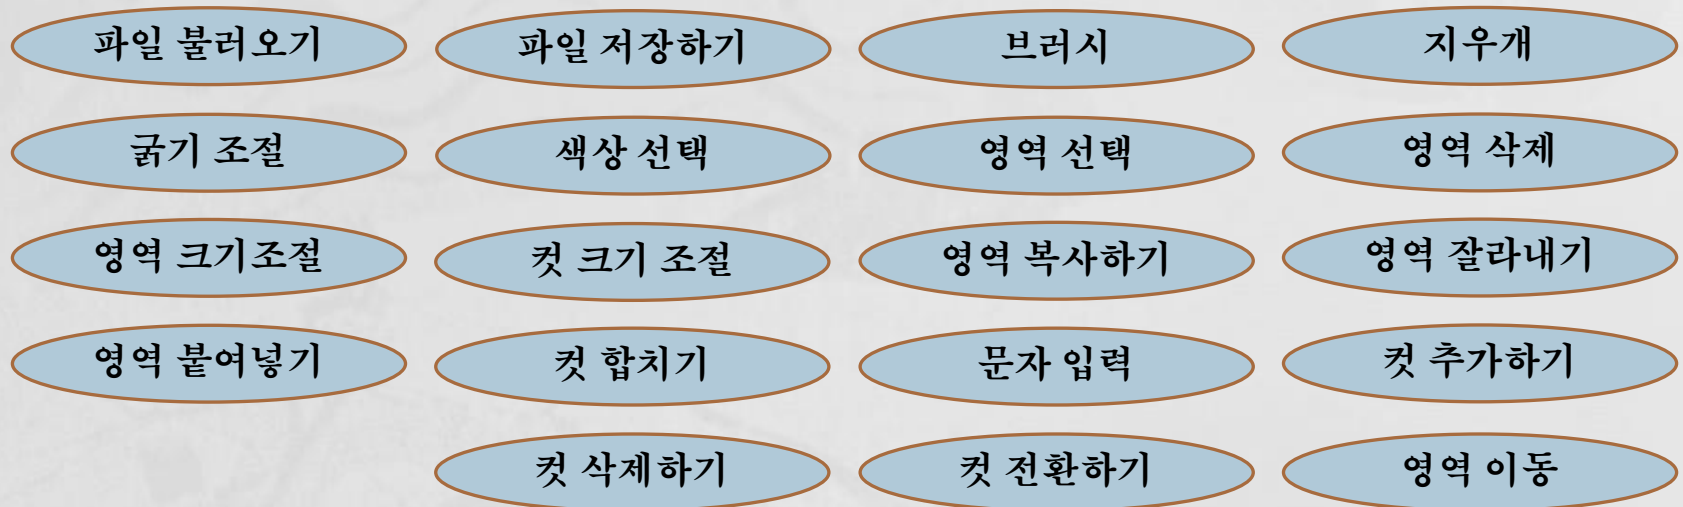 파일 불러오기
파일 저장하기
브러시
지우개
굵기 조절
색상 선택
영역 선택
영역 삭제
영역 크기조절
컷 크기 조절
영역 복사하기
영역 잘라내기
영역 붙여넣기
컷 합치기
문자 입력
컷 추가하기
컷 삭제하기
컷 전환하기
영역 이동